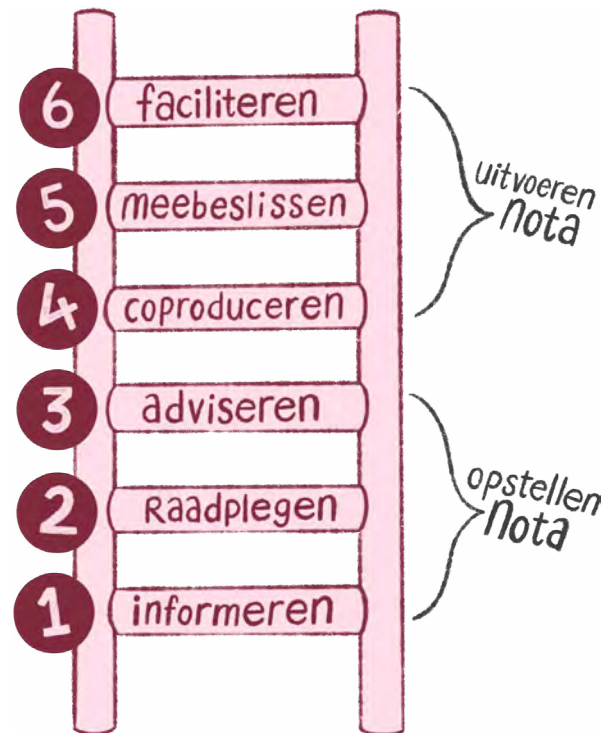 6 faciliteren
5 meebeslissen
uitvoeren
nota
4 coproduceren
3 adviseren
2 Raadplegen
opstellen
nota
1 informeren